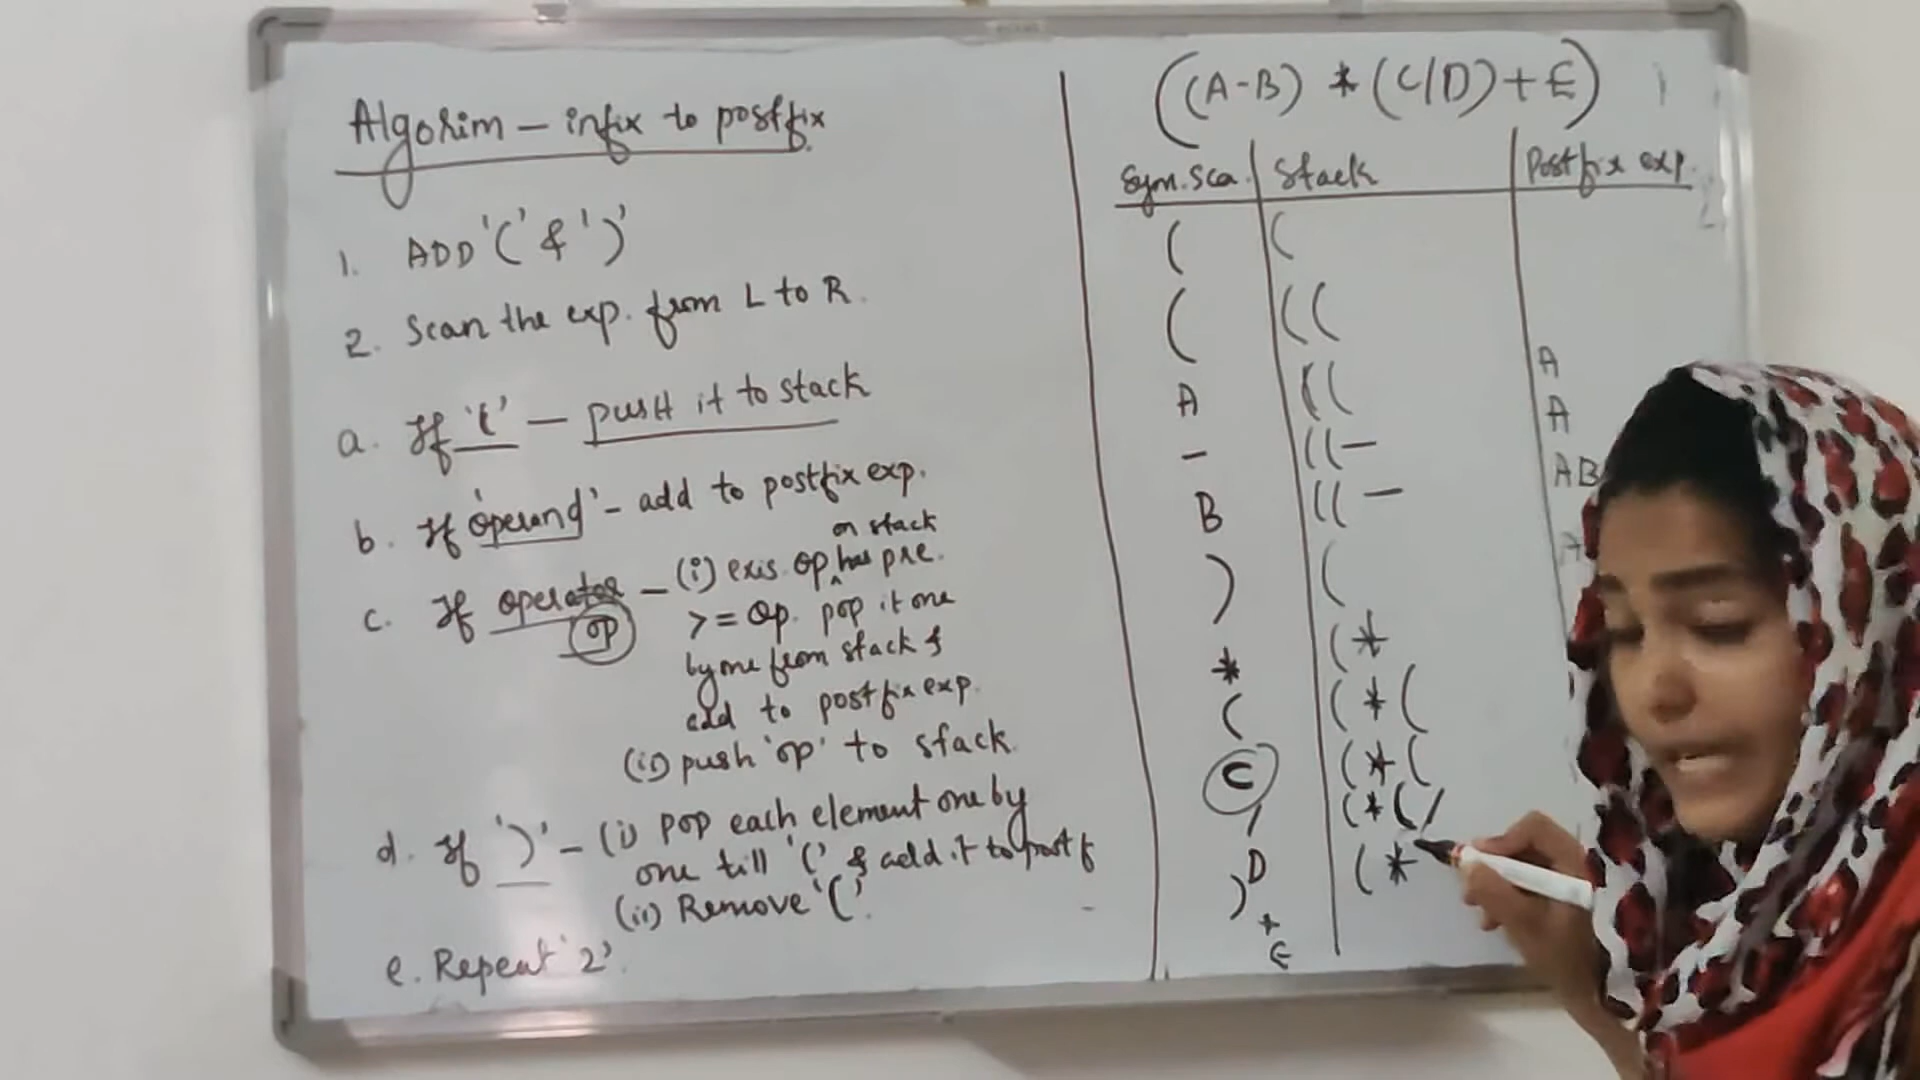 Algorim – infix to postfix
1. ADD '(' & ')'
2. Scan the exp. from L to R.
a. If '(' – push it to stack
b. If 'operand' – add to postfix exp.
on stack
c. If operator – (i) exis. op has pre.
op
>= op. pop it one
by one from stack &
add to postfix exp.
(ii) push 'op' to stack.
d. If ')' – (i) pop each element one by
one till '(' & add it to post f
(ii) Remove '('.
e. Repeat '2'.
((A-B) * (C/D)+E)
Sym. Sca. Stack Postfix exp.
( (
( ((
A (( A
- ((- A
B ((- AB
) ( A
* (*
( (*(
C (*(
/ (*(/
D (*
)
+
E